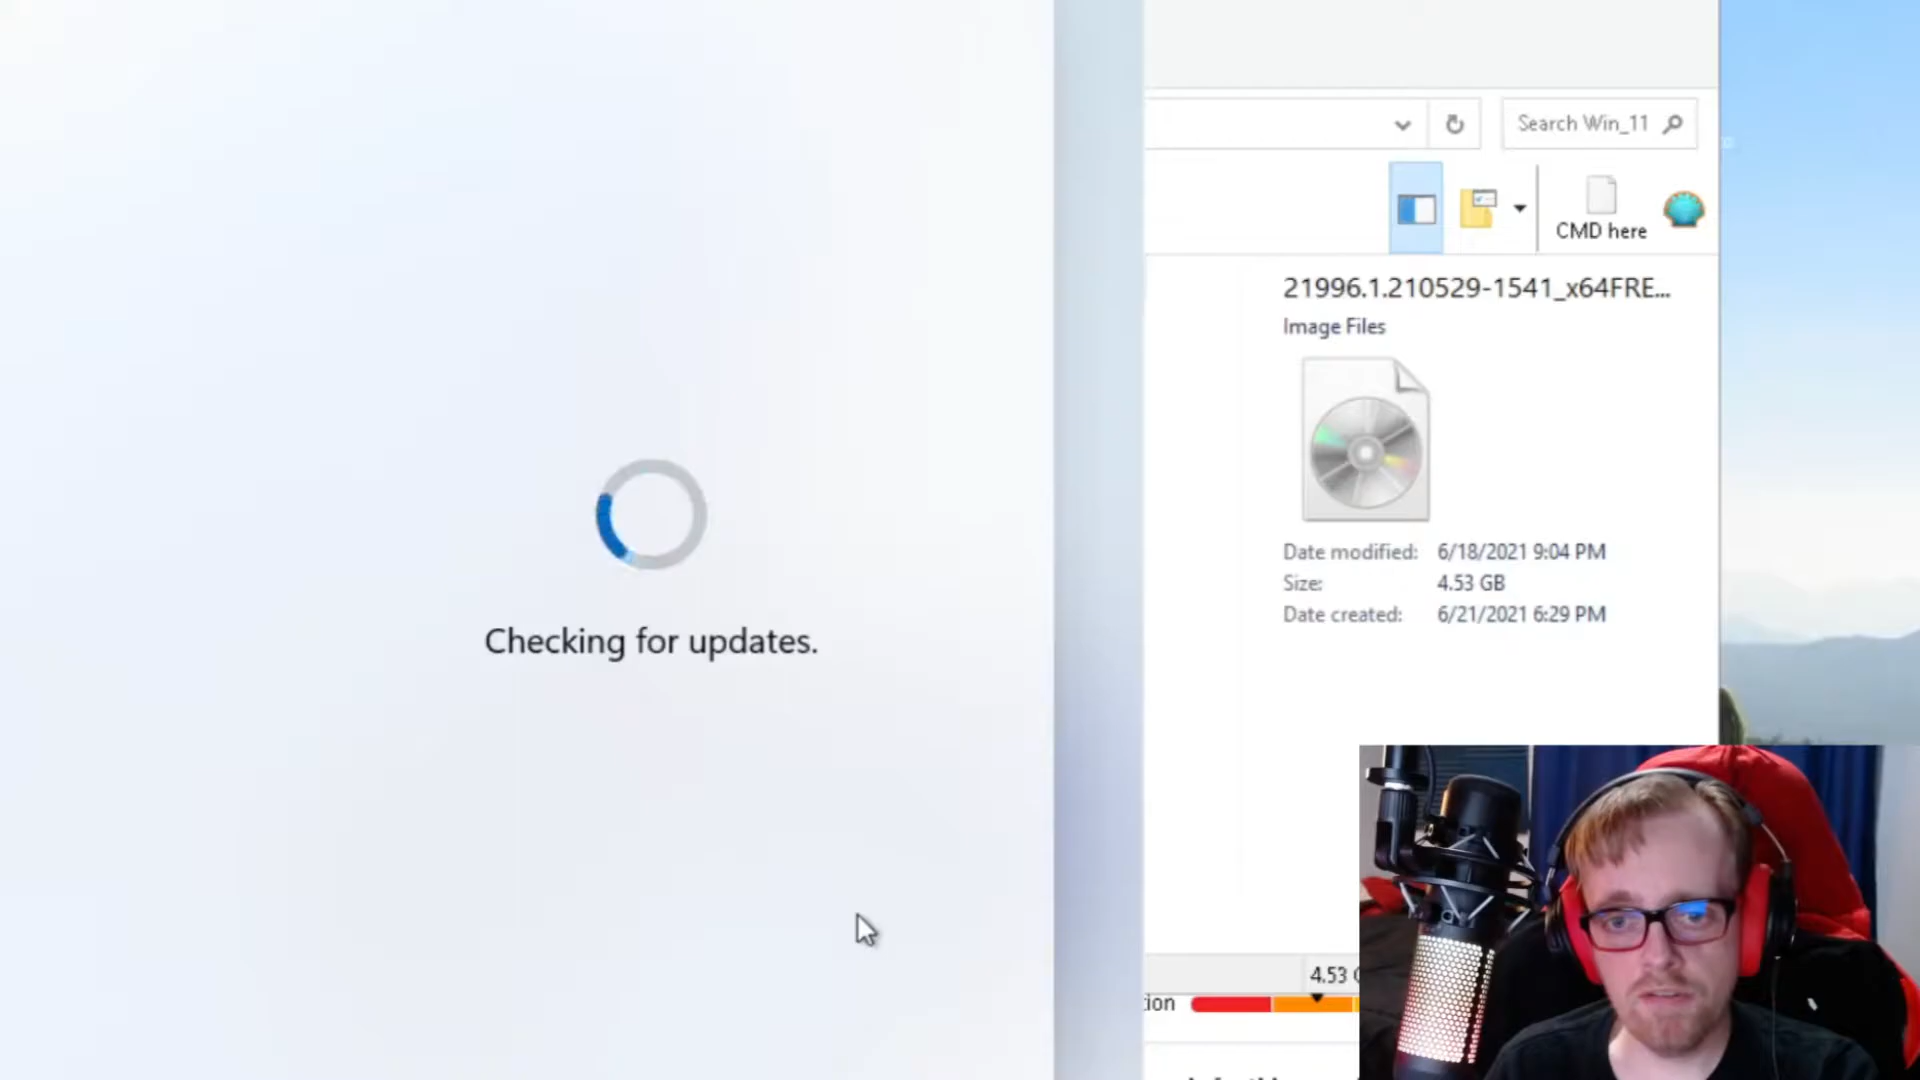 Search Win_11
CMD here
21996.1.210529-1541_x64FRE...
Image Files
Date modified: 6/18/2021 9:04 PM
Size: 4.53 GB
Date created: 6/21/2021 6:29 PM
Checking for updates.
4.53
tion